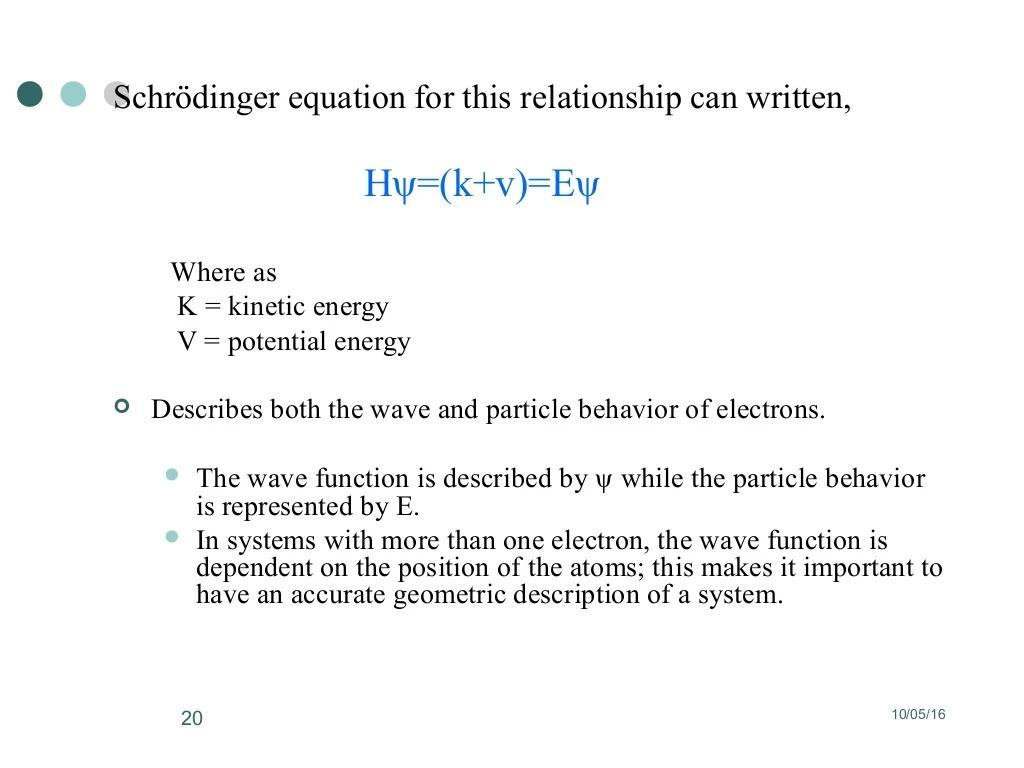 Schrödinger equation for this relationship can written,
Hψ=(k+v)=Eψ
Where as
K = kinetic energy
V = potential energy
Describes both the wave and particle behavior of electrons.
The wave function is described by ψ while the particle behavior
is represented by E.
In systems with more than one electron, the wave function is
dependent on the position of the atoms; this makes it important to
have an accurate geometric description of a system.
20
10/05/16